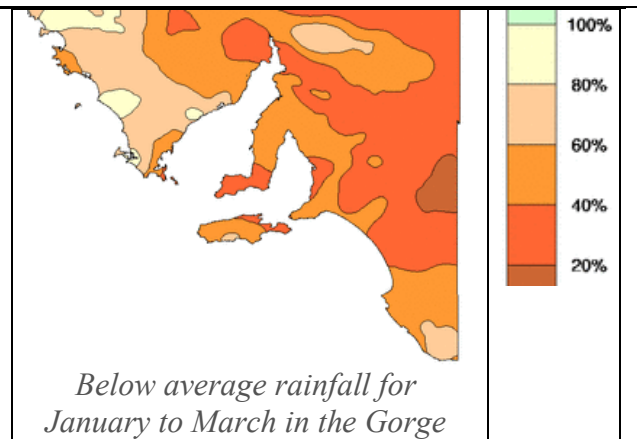 100%
80%
60%
40%
20%
Below average rainfall for
January to March in the Gorge